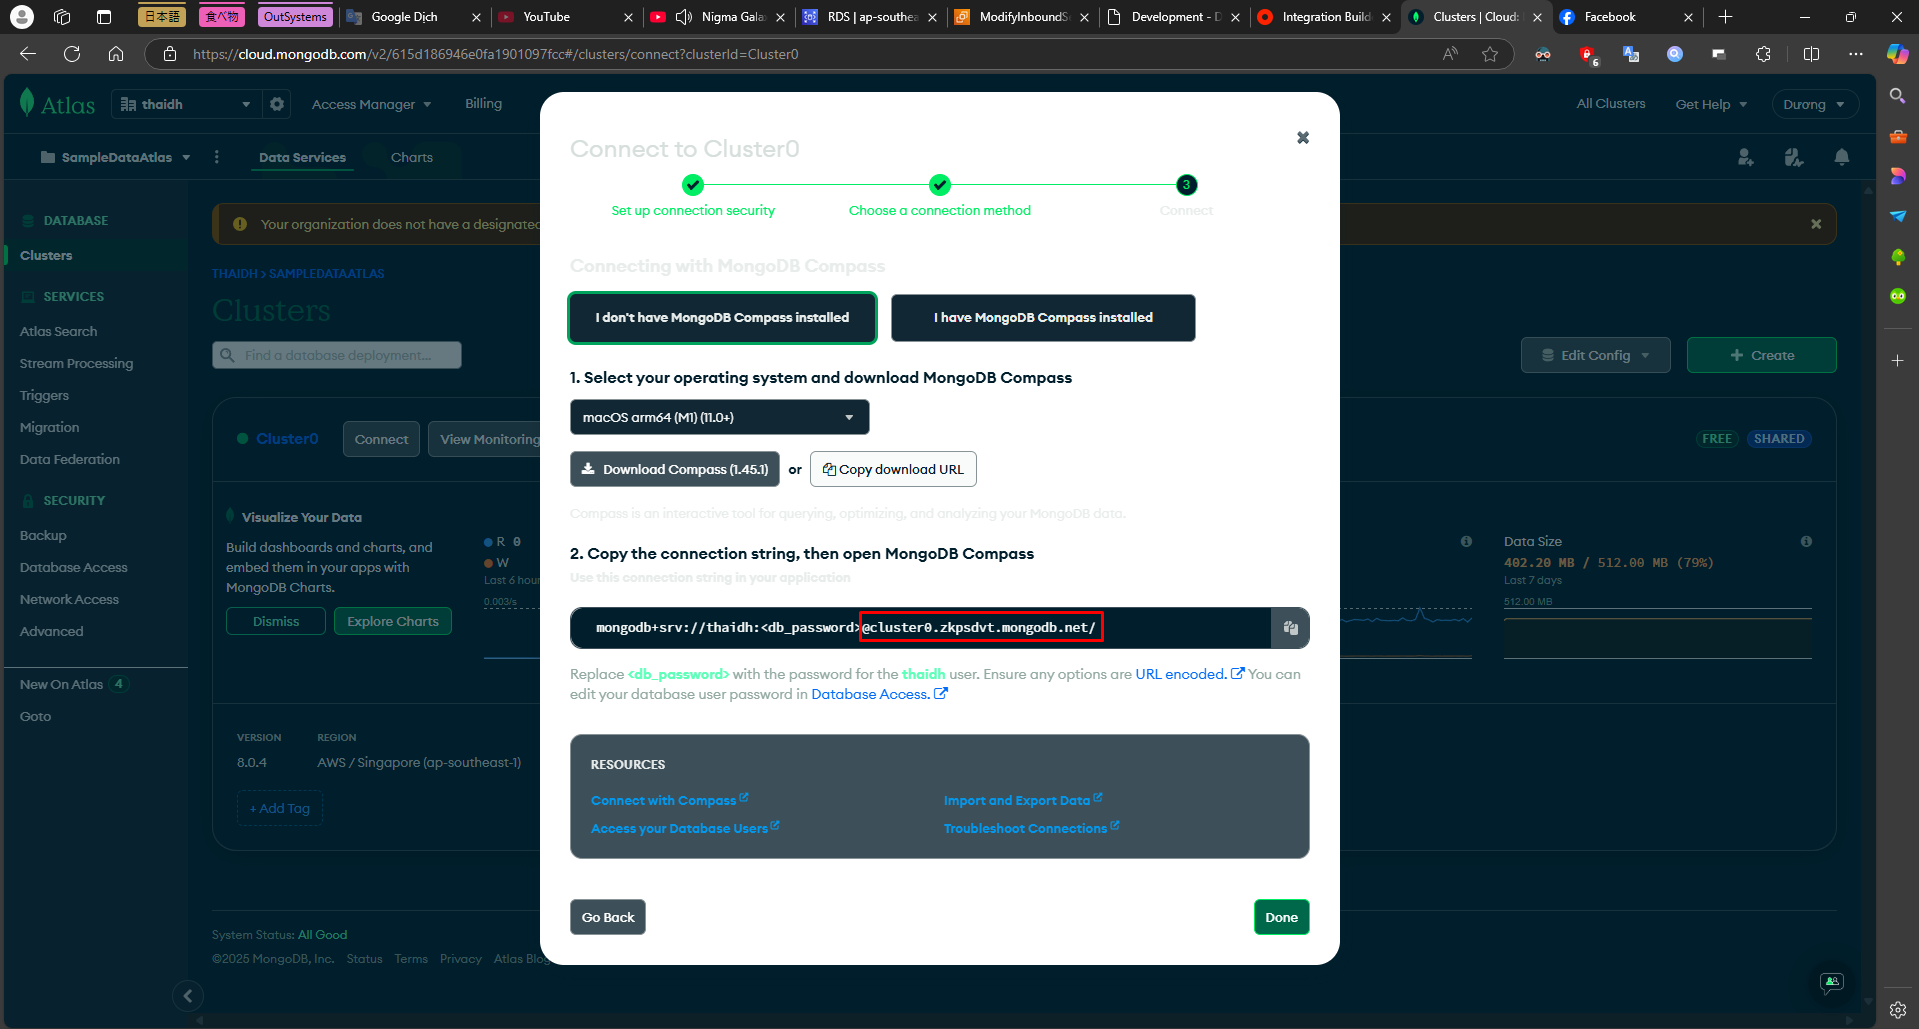 日本語
食べ物
OutSystems
Google Dịch
YouTube
Nigma Gala
RDS | ap-southea
ModifyInboundSe
Development - D
Integration Build
Clusters | Cloud:
Facebook
https://cloud.mongodb.com/v2/615d186946e0fa1901097fcc#/clusters/connect?clusterId=Cluster0
6
Atlas
thaidh
Access Manager
Billing
All Clusters
Get Help
Dương
SampleDataAtlas
Data Services
Charts
DATABASE
Clusters
SERVICES
Atlas Search
Stream Processing
Triggers
Migration
Data Federation
SECURITY
Backup
Database Access
Network Access
Advanced
New On Atlas 4
Goto
Your organization does not have a designated
THAIDH > SAMPLEDATAATLAS
Clusters
Find a database deployment...
Edit Config
+ Create
Cluster0
Connect
View Monitoring
FREE
SHARED
Visualize Your Data
Build dashboards and charts, and
embed them in your apps with
MongoDB Charts.
Dismiss
Explore Charts
R 0
W
Last 6 hour
0.003/s
Data Size
402.20 MB / 512.00 MB (79%)
Last 7 days
512.00 MB
VERSION
8.0.4
REGION
AWS / Singapore (ap-southeast-1)
+ Add Tag
System Status: All Good
©2025 MongoDB, Inc. Status Terms Privacy Atlas Blog
Connect to Cluster0
Set up connection security
Choose a connection method
3
Connect
Connecting with MongoDB Compass
I don't have MongoDB Compass installed
I have MongoDB Compass installed
1. Select your operating system and download MongoDB Compass
macOS arm64 (M1) (11.0+)
Download Compass (1.45.1)
or
Copy download URL
Compass is an interactive tool for querying, optimizing, and analyzing your MongoDB data.
2. Copy the connection string, then open MongoDB Compass
Use this connection string in your application
mongodb+srv://thaidh:<db_password>@cluster0.zkpsdvt.mongodb.net/
Replace <db_password> with the password for the thaidh user. Ensure any options are URL encoded. You can
edit your database user password in Database Access.
RESOURCES
Connect with Compass
Import and Export Data
Access your Database Users
Troubleshoot Connections
Go Back
Done